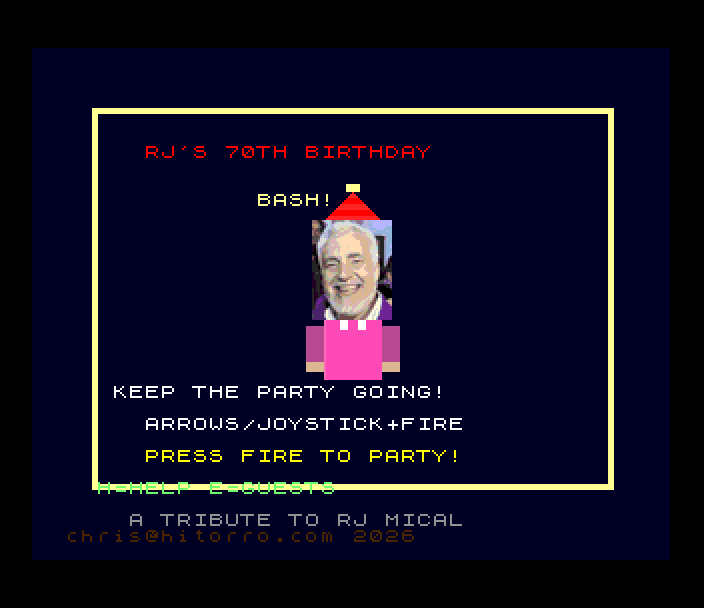 RJ'S 70TH BIRTHDAY
BASH!
KEEP THE PARTY GOING!
ARROWS/JOYSTICK+FIRE
PRESS FIRE TO PARTY!
H=HELP E=GUESTS
A TRIBUTE TO RJ MICAL
chris@hitorro.com 2026